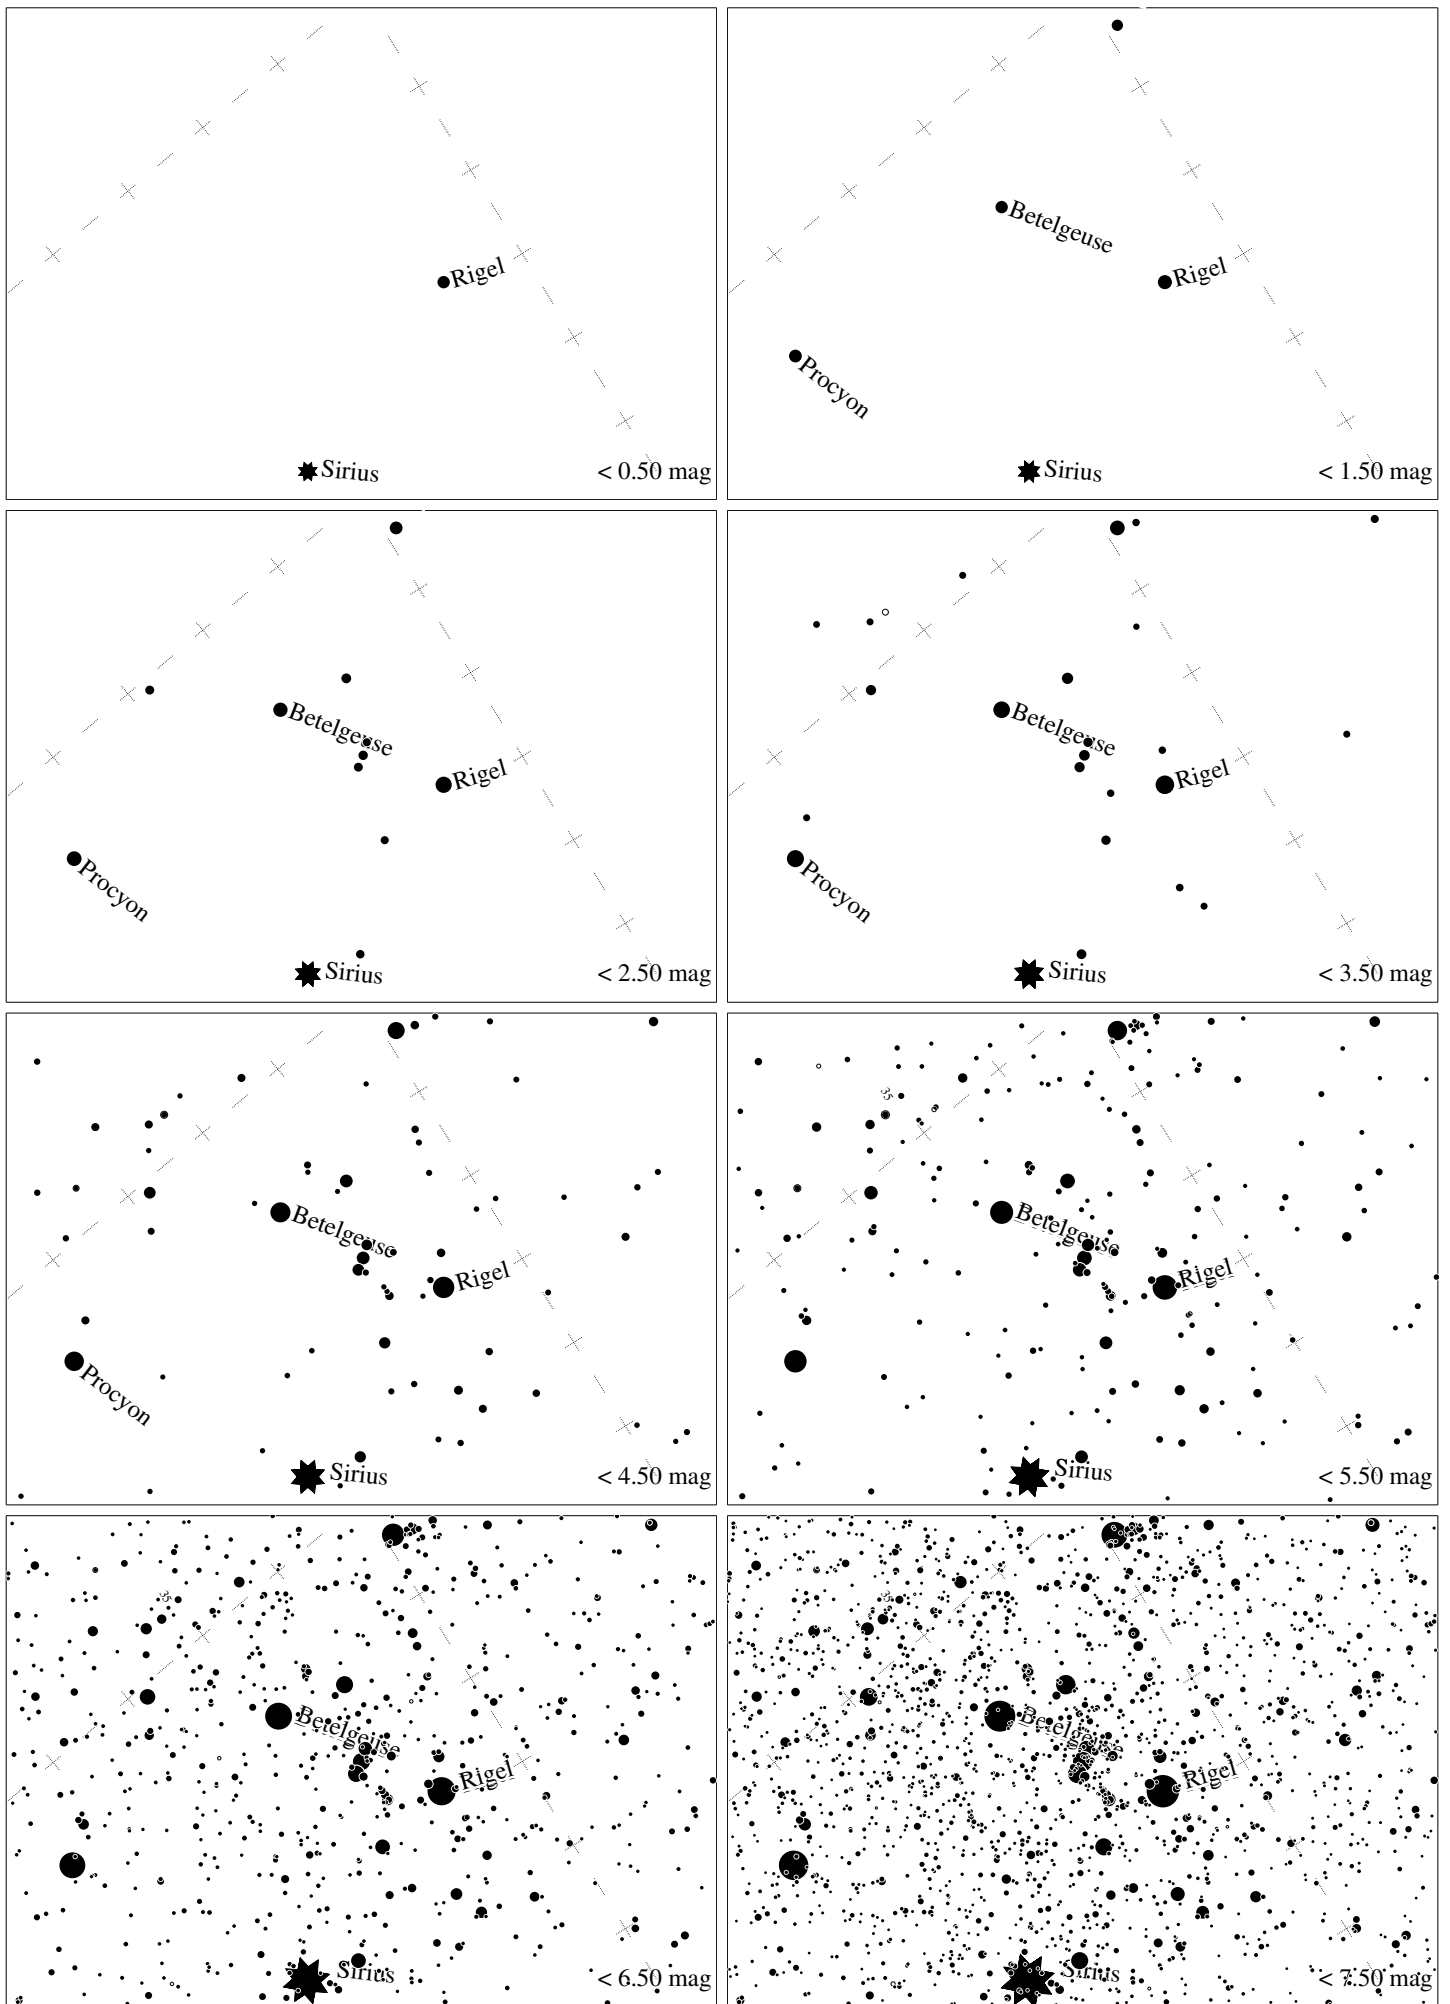 Rigel
Sirius
< 0.50 mag
Betelgeuse
Rigel
Procyon
Sirius
< 1.50 mag
Betelgeuse
Rigel
Procyon
Sirius
< 2.50 mag
Betelgeuse
Rigel
Procyon
Sirius
< 3.50 mag
Betelgeuse
Rigel
Procyon
Sirius
< 4.50 mag
35
Betelgeuse
Rigel
Sirius
< 5.50 mag
35
Betelgeuse
Rigel
Sirius
< 6.50 mag
35
Betelgeuse
Rigel
Sirius
< 7.50 mag